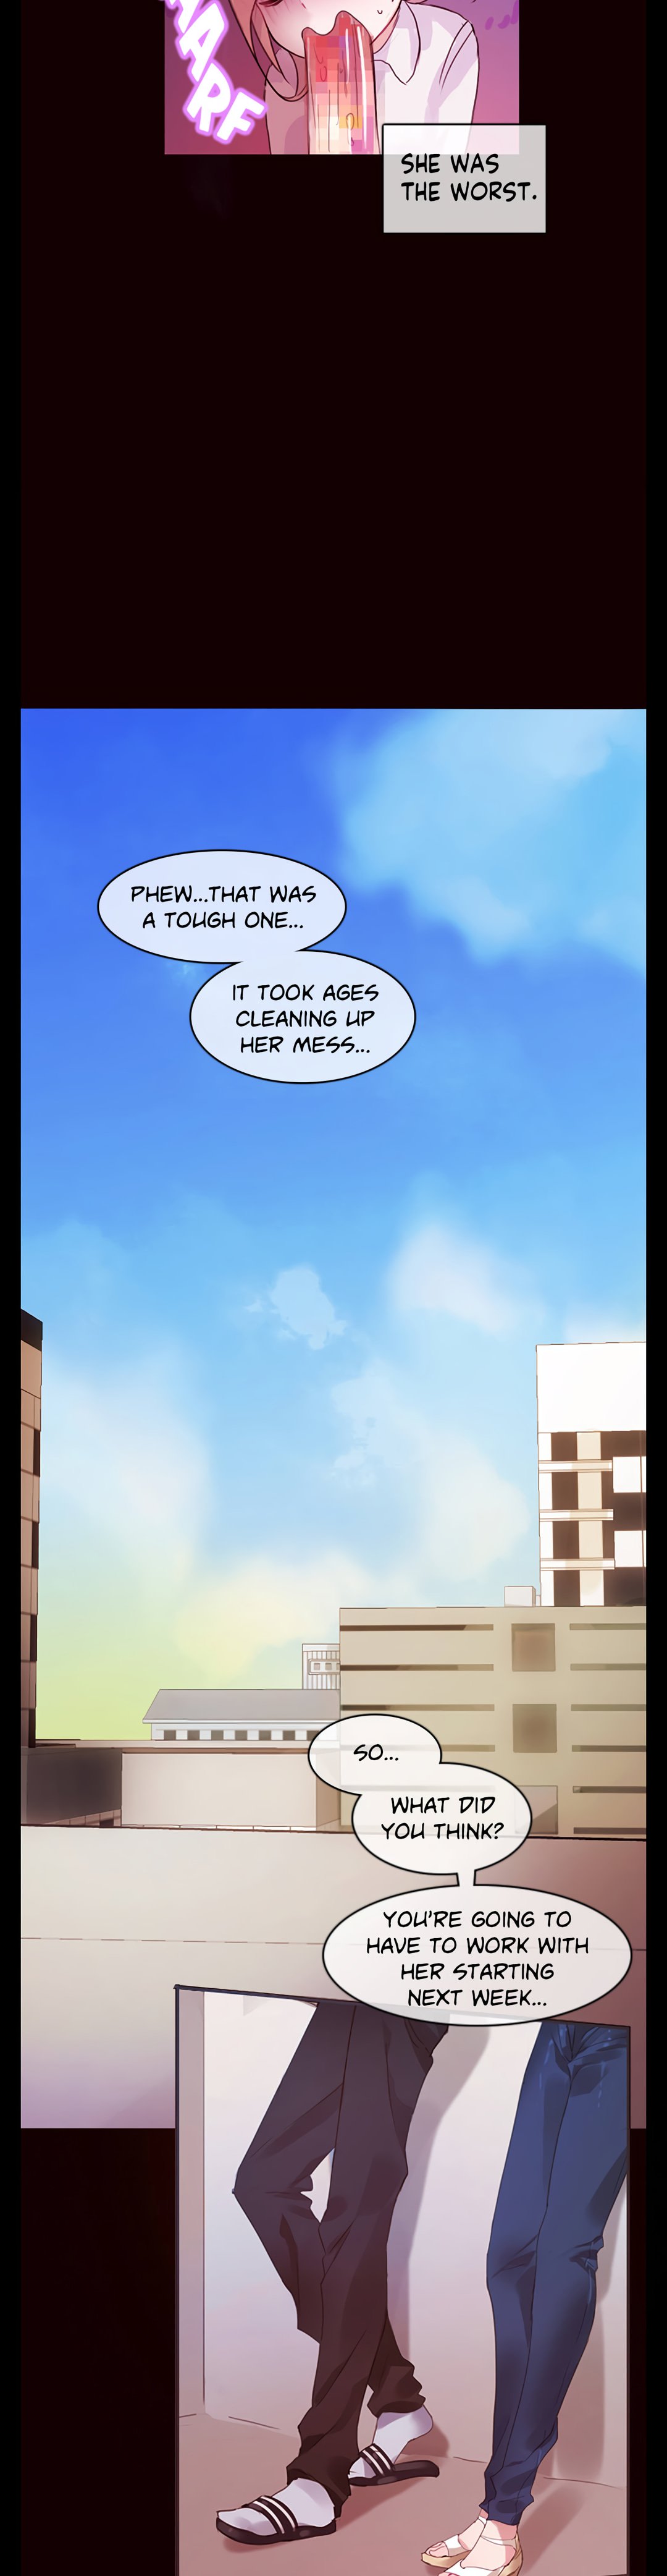 ARF
SHE WAS
THE WORST.
PHEW...THAT WAS
A TOUGH ONE...
IT TOOK AGES
CLEANING UP
HER MESS...
SO...
WHAT DID
YOU THINK?
YOU'RE GOING TO
HAVE TO WORK WITH
HER STARTING
NEXT WEEK...